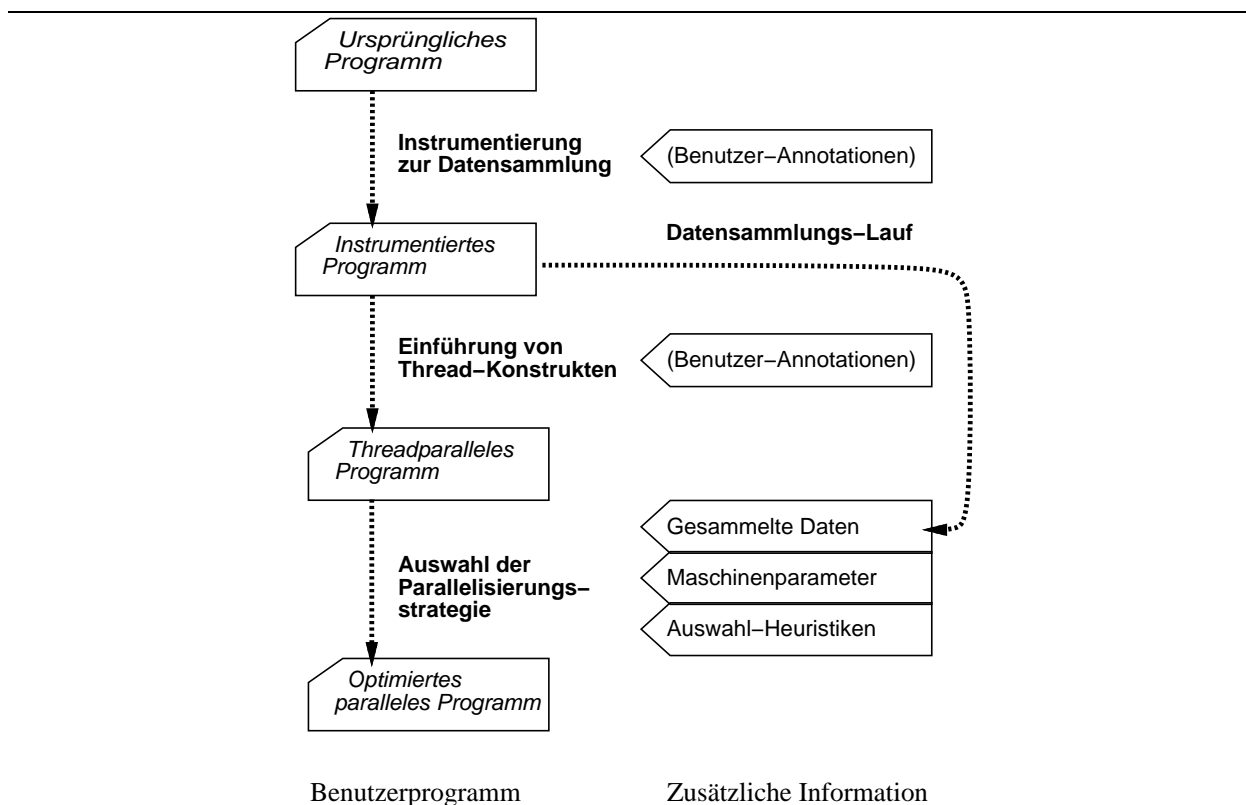 Ursprüngliches
Programm
Instrumentierung
zur Datensammlung
(Benutzer−Annotationen)
Instrumentiertes
Programm
Datensammlungs−Lauf
Einführung von
Thread−Konstrukten
(Benutzer−Annotationen)
Threadparalleles
Programm
Gesammelte Daten
Auswahl der
Parallelisierungs−
strategie
Maschinenparameter
Auswahl−Heuristiken
Optimiertes
paralleles Programm
Benutzerprogramm
Zusätzliche Information